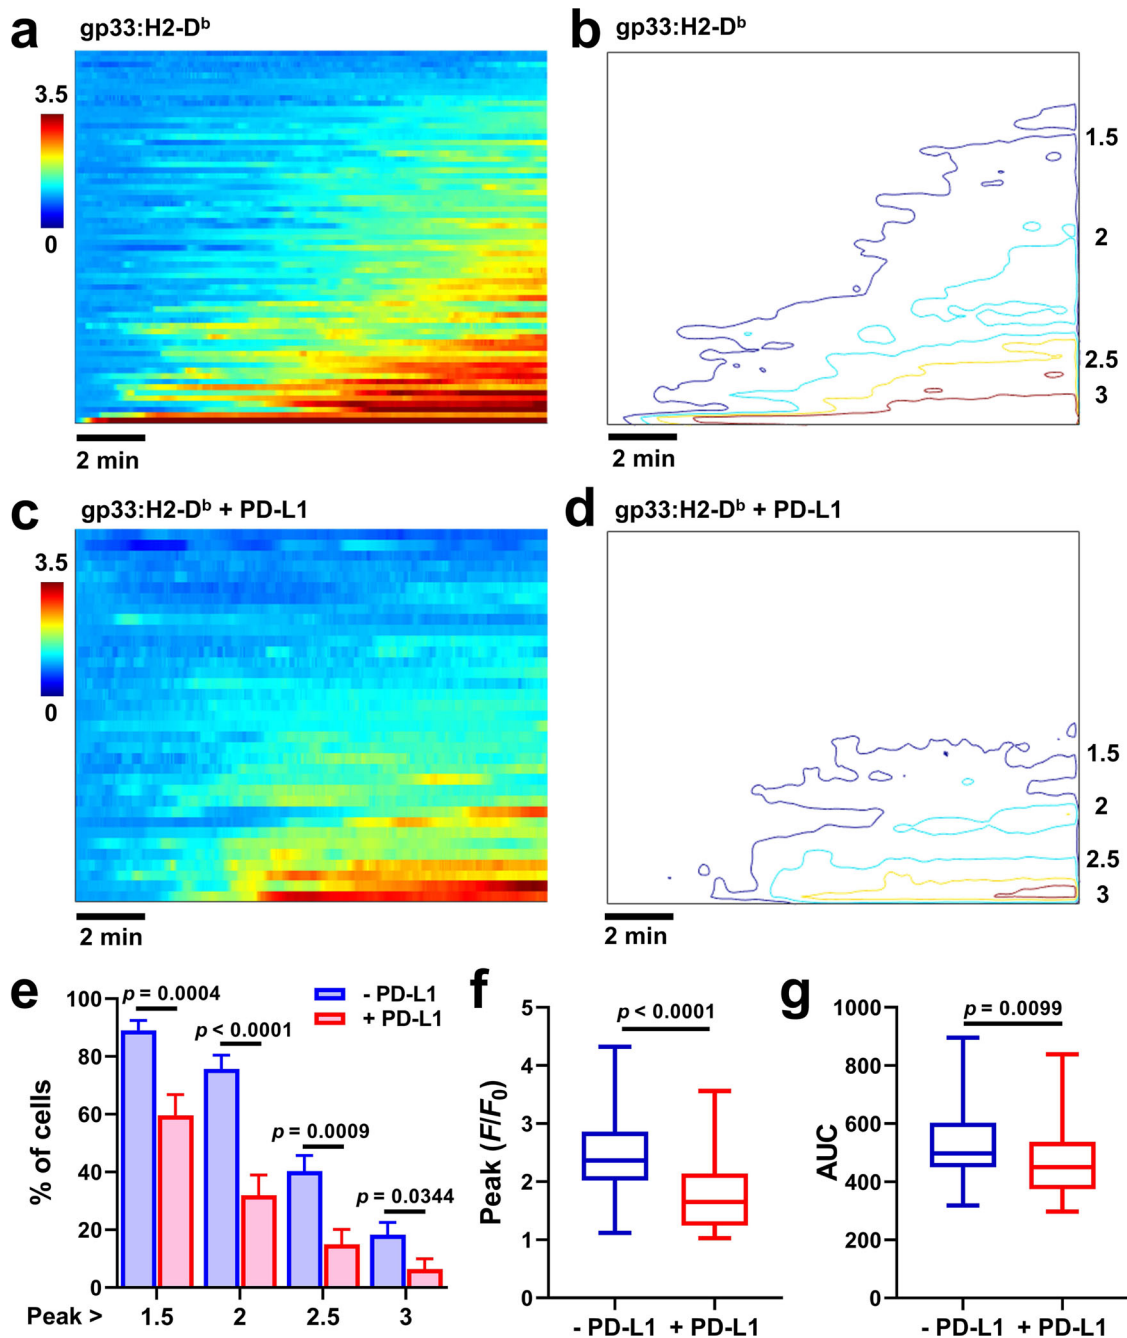 a gp33:H2-Dᵇ
3.5
0
2 min
b gp33:H2-Dᵇ
1.5
2
2.5
3
2 min
c gp33:H2-Dᵇ + PD-L1
3.5
0
2 min
d gp33:H2-Dᵇ + PD-L1
1.5
2
2.5
3
2 min
e
% of cells
100
80
60
40
20
0
p = 0.0004
p < 0.0001
p = 0.0009
p = 0.0344
- PD-L1
+ PD-L1
Peak > 1.5 2 2.5 3
f
Peak (F/F₀)
5
4
3
2
1
0
p < 0.0001
- PD-L1 + PD-L1
g
AUC
1000
800
600
400
200
0
p = 0.0099
- PD-L1 + PD-L1